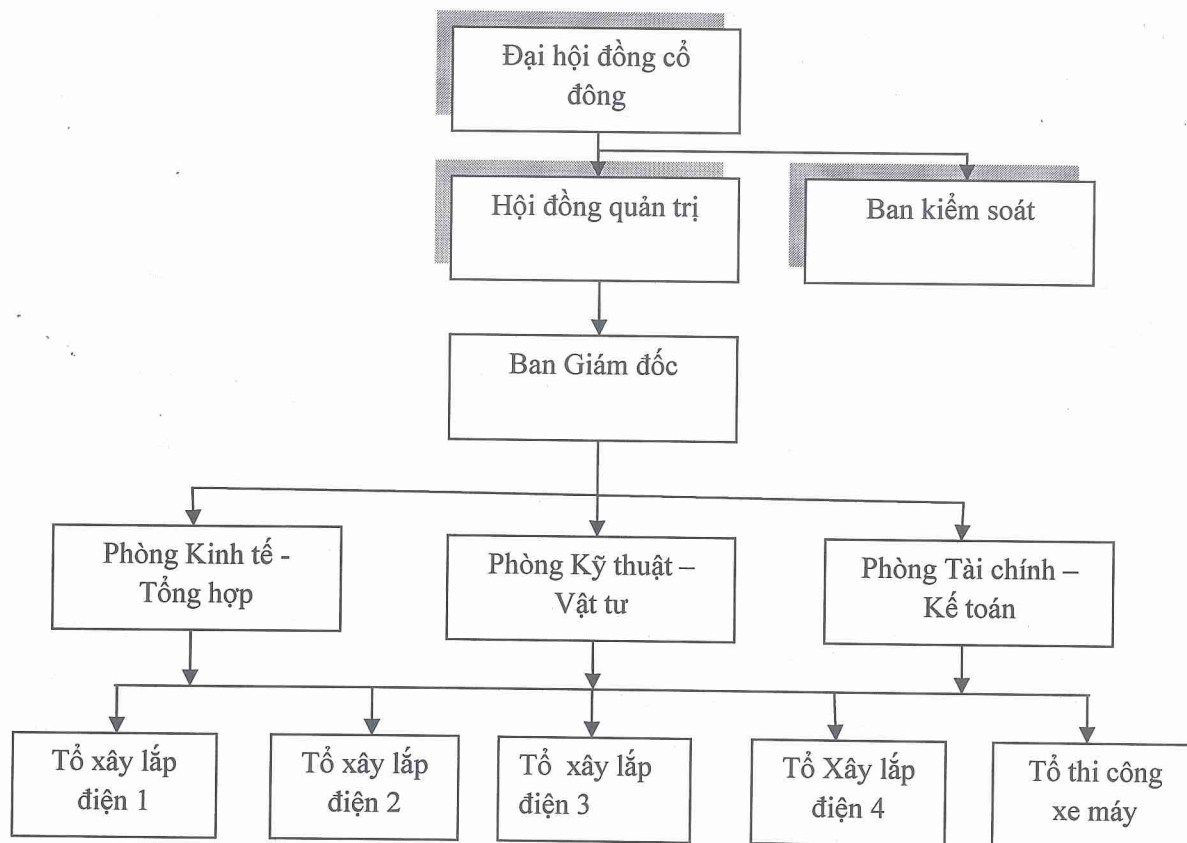 Đại hội đồng cổ
đông
Hội đồng quản trị
Ban kiểm soát
Ban Giám đốc
Phòng Kinh tế -
Tổng hợp
Phòng Kỹ thuật –
Vật tư
Phòng Tài chính –
Kế toán
Tổ xây lắp
điện 1
Tổ xây lắp
điện 2
Tổ xây lắp
điện 3
Tổ Xây lắp
điện 4
Tổ thi công
xe máy